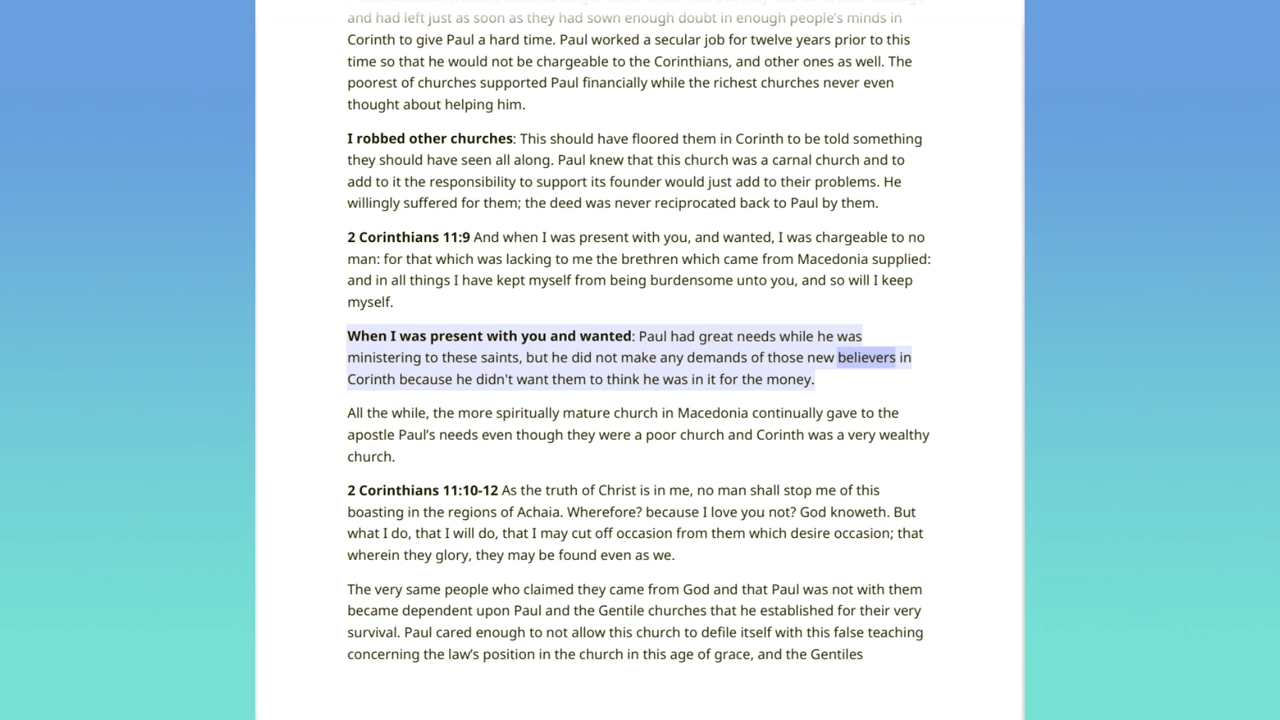 and had left just as soon as they had sown enough doubt in enough people's minds in
Corinth to give Paul a hard time. Paul worked a secular job for twelve years prior to this
time so that he would not be chargeable to the Corinthians, and other ones as well. The
poorest of churches supported Paul financially while the richest churches never even
thought about helping him.
I robbed other churches: This should have floored them in Corinth to be told something
they should have seen all along. Paul knew that this church was a carnal church and to
add to it the responsibility to support its founder would just add to their problems. He
willingly suffered for them; the deed was never reciprocated back to Paul by them.
2 Corinthians 11:9 And when I was present with you, and wanted, I was chargeable to no
man: for that which was lacking to me the brethren which came from Macedonia supplied:
and in all things I have kept myself from being burdensome unto you, and so will I keep
myself.
When I was present with you and wanted: Paul had great needs while he was
ministering to these saints, but he did not make any demands of those new believers in
Corinth because he didn't want them to think he was in it for the money.
All the while, the more spiritually mature church in Macedonia continually gave to the
apostle Paul’s needs even though they were a poor church and Corinth was a very wealthy
church.
2 Corinthians 11:10-12 As the truth of Christ is in me, no man shall stop me of this
boasting in the regions of Achaia. Wherefore? because I love you not? God knoweth. But
what I do, that I will do, that I may cut off occasion from them which desire occasion; that
wherein they glory, they may be found even as we.
The very same people who claimed they came from God and that Paul was not with them
became dependent upon Paul and the Gentile churches that he established for their very
survival. Paul cared enough to not allow this church to defile itself with this false teaching
concerning the law’s position in the church in this age of grace, and the Gentiles